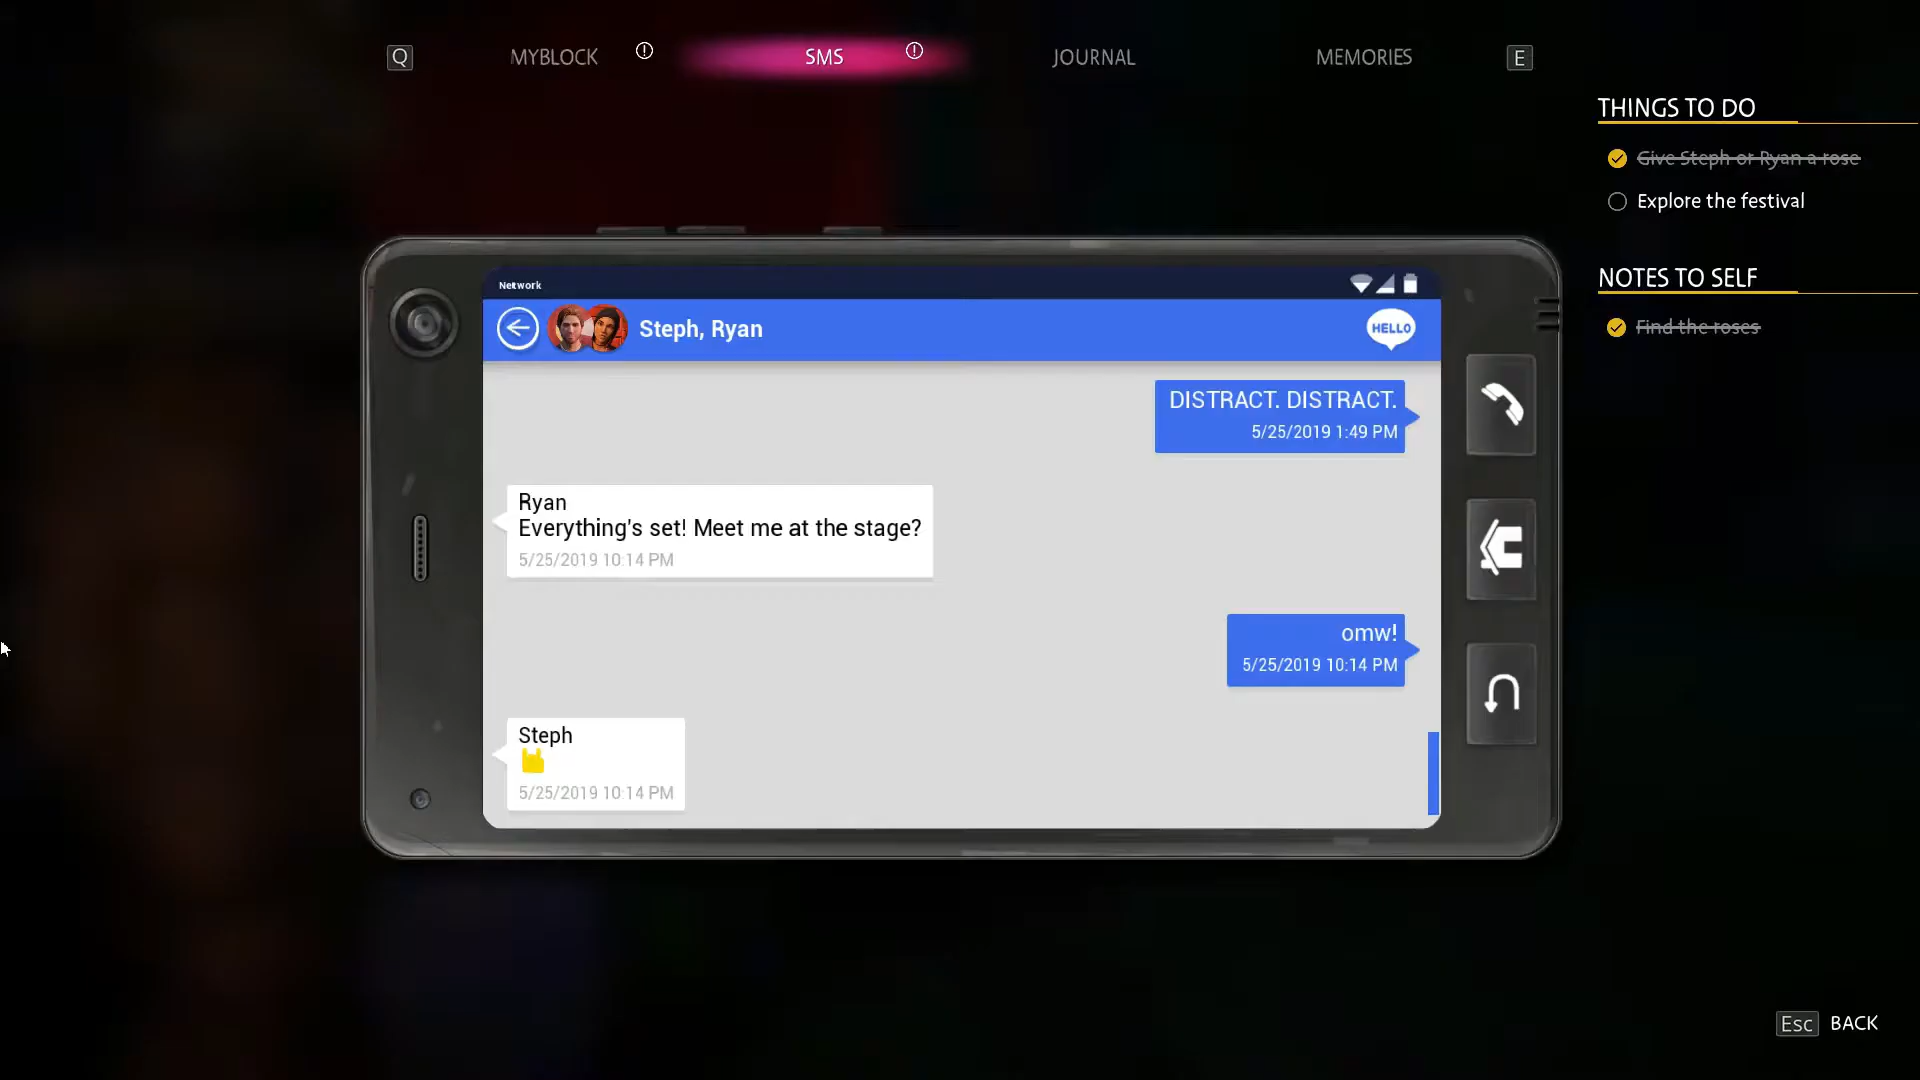 Q
MYBLOCK
SMS
JOURNAL
MEMORIES
E
THINGS TO DO
Give Steph or Ryan a rose
Explore the festival
NOTES TO SELF
Find the roses
Network
Steph, Ryan
HELLO
DISTRACT. DISTRACT.
5/25/2019 1:49 PM
Ryan
Everything's set! Meet me at the stage?
5/25/2019 10:14 PM
omw!
5/25/2019 10:14 PM
Steph
5/25/2019 10:14 PM
Esc BACK